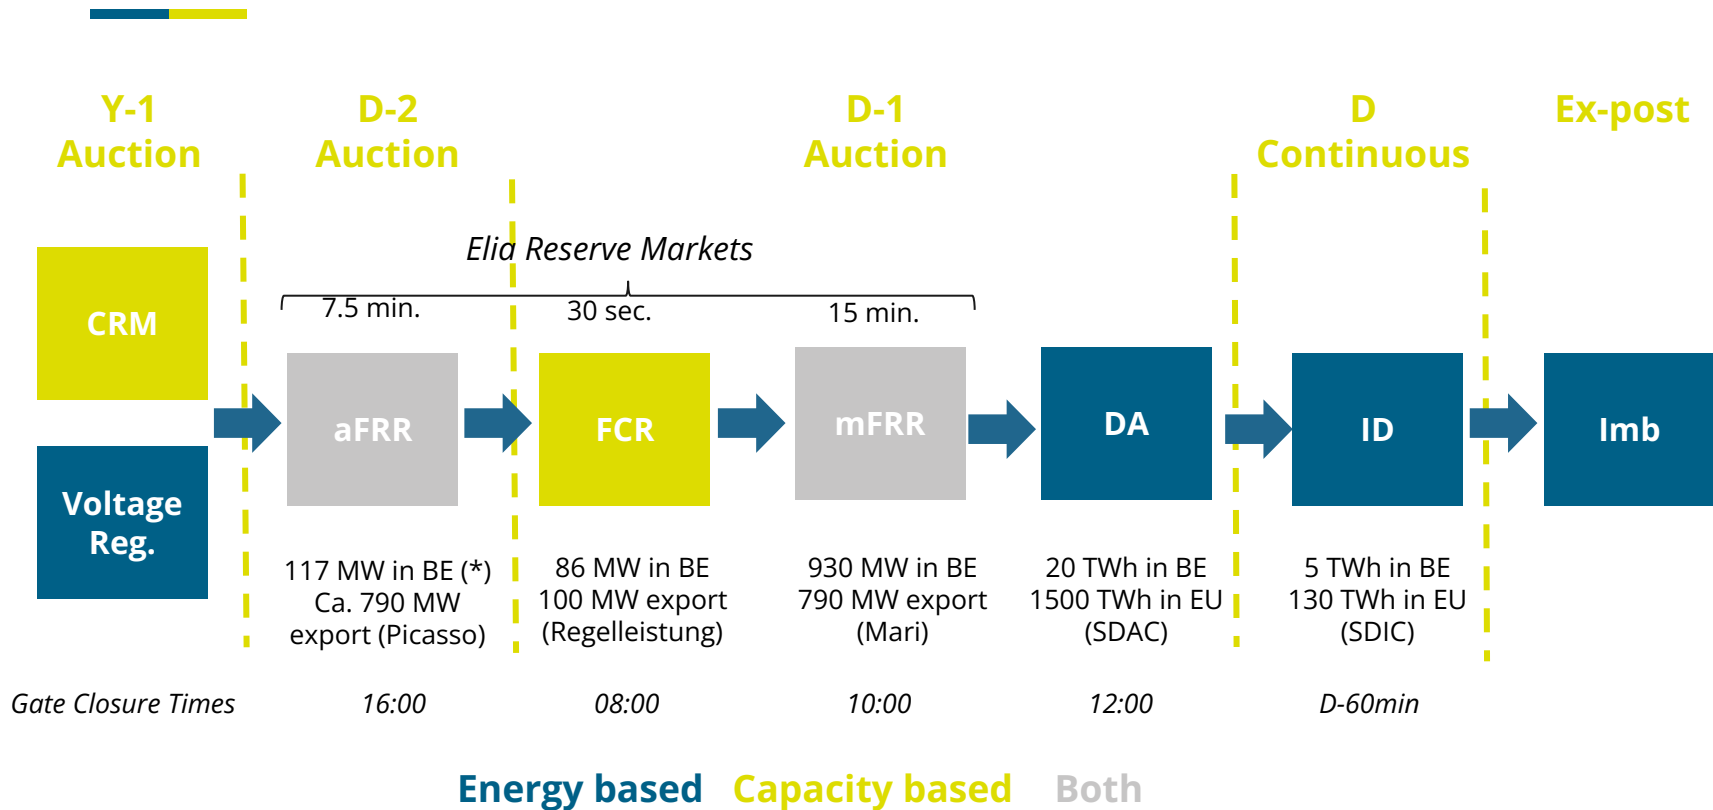 Y-1
Auction
D-2
Auction
D-1
Auction
D
Continuous
Ex-post
Elia Reserve Markets
7.5 min.
30 sec.
15 min.
CRM
Voltage
Reg.
aFRR
FCR
mFRR
DA
ID
Imb
117 MW in BE (*)
Ca. 790 MW
export (Picasso)
86 MW in BE
100 MW export
(Regelleistung)
930 MW in BE
790 MW export
(Mari)
20 TWh in BE
1500 TWh in EU
(SDAC)
5 TWh in BE
130 TWh in EU
(SDIC)
Gate Closure Times
16:00
08:00
10:00
12:00
D-60min
Energy based
Capacity based
Both